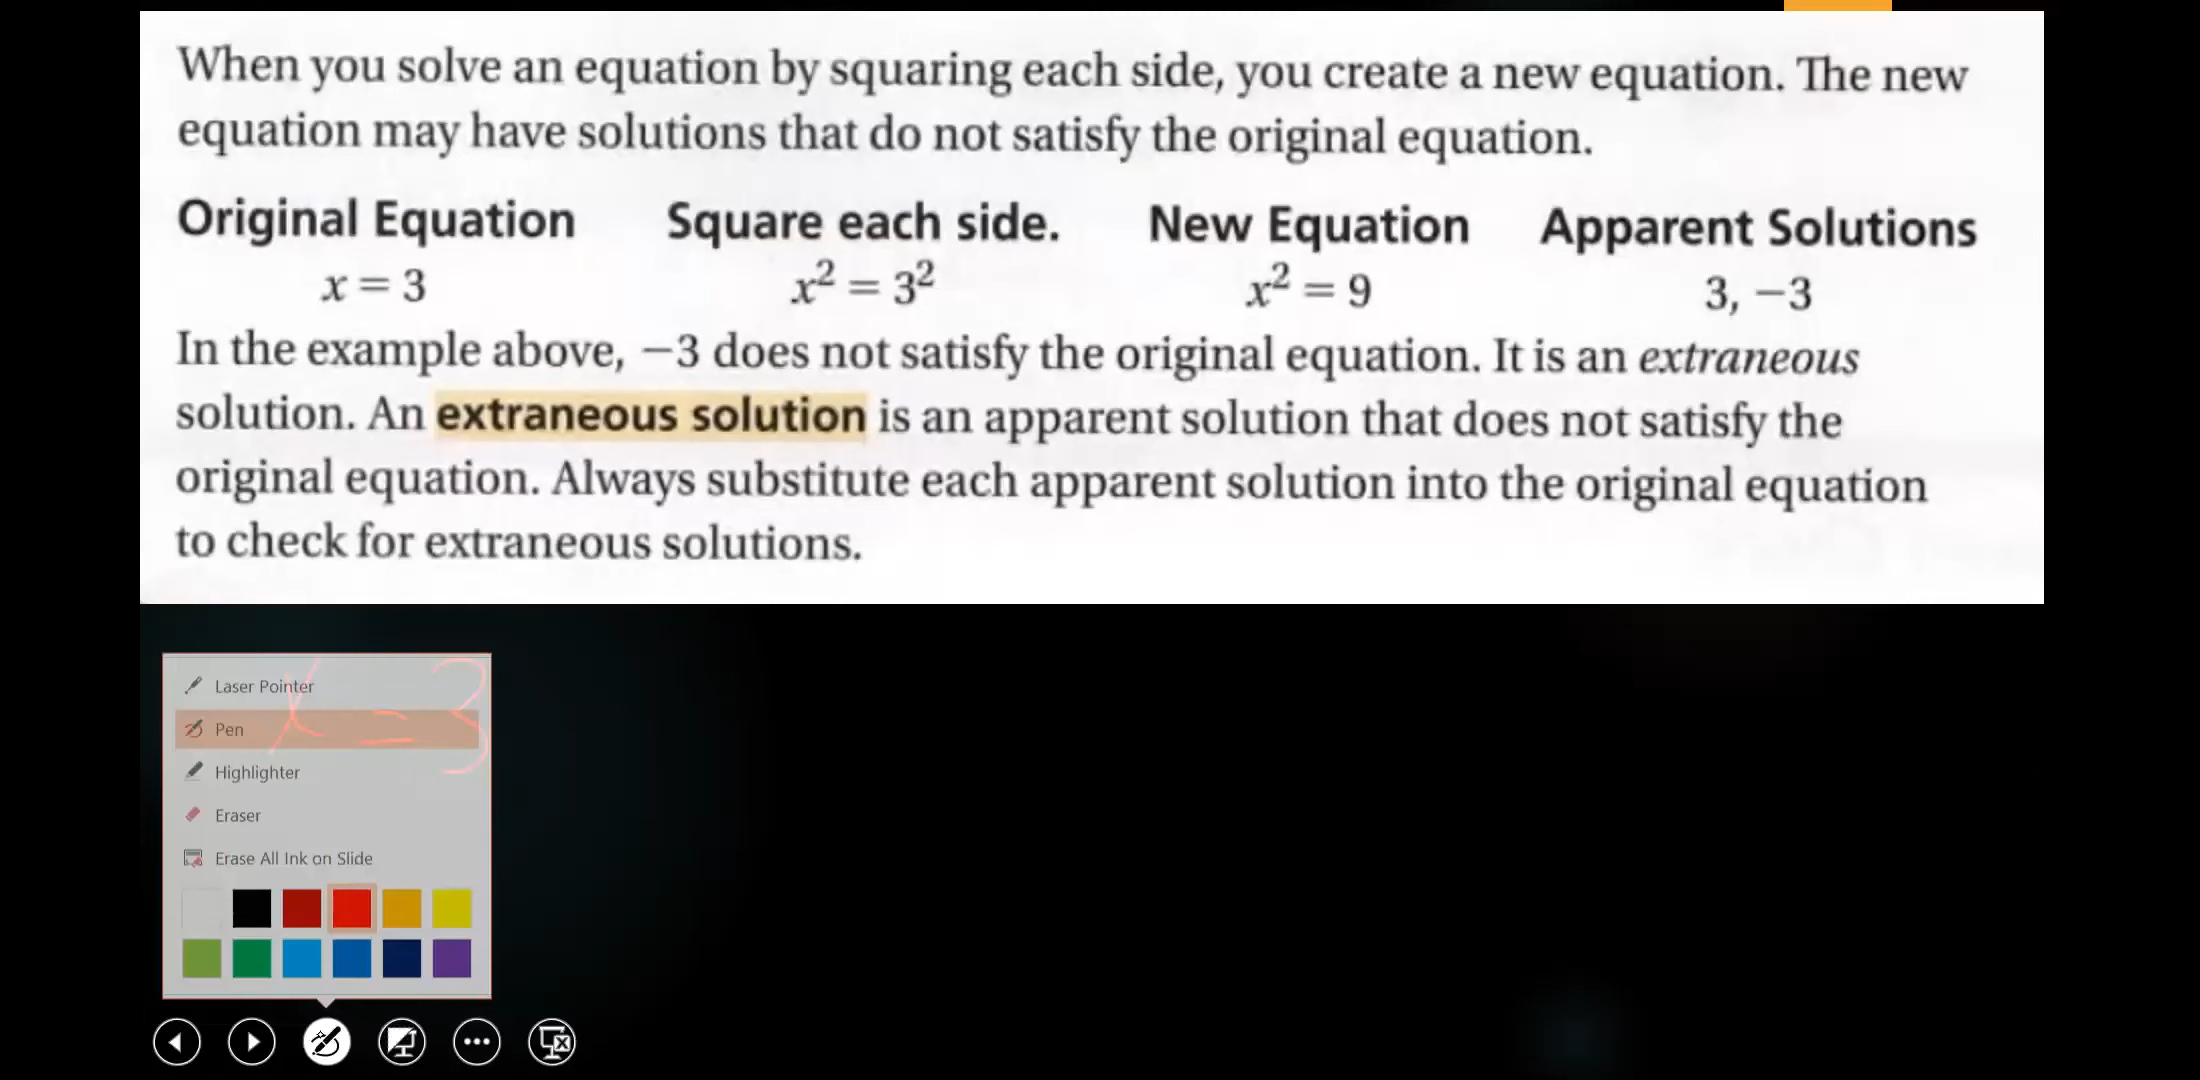 When you solve an equation by squaring each side, you create a new equation. The new
equation may have solutions that do not satisfy the original equation.
Original Equation Square each side. New Equation Apparent Solutions
x = 3 x² = 3² x² = 9 3, −3
In the example above, −3 does not satisfy the original equation. It is an extraneous
solution. An extraneous solution is an apparent solution that does not satisfy the
original equation. Always substitute each apparent solution into the original equation
to check for extraneous solutions.
x = 3
Laser Pointer
Pen
Highlighter
Eraser
Erase All Ink on Slide